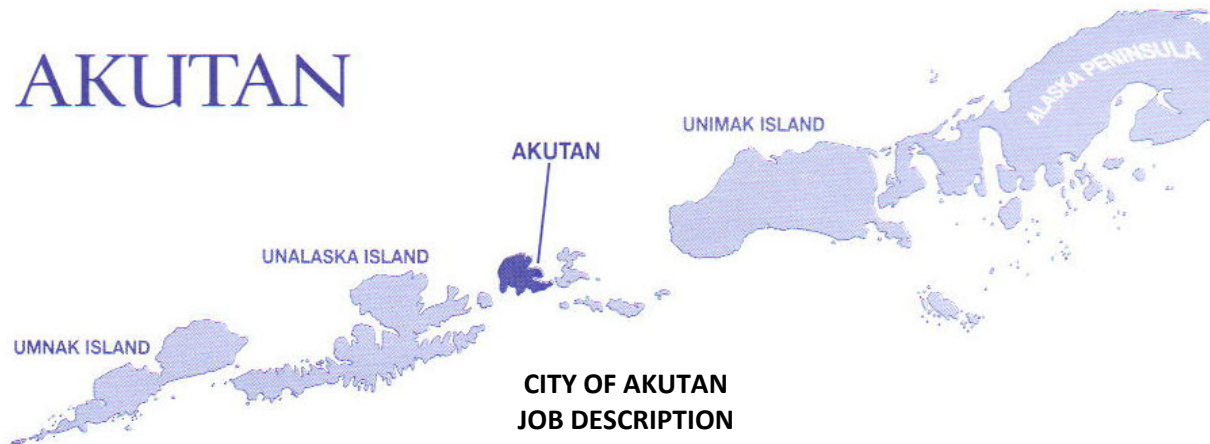 AKUTAN
ALASKA PENINSULA
UNIMAK ISLAND
AKUTAN
UNALASKA ISLAND
UMNAK ISLAND
CITY OF AKUTAN
JOB DESCRIPTION